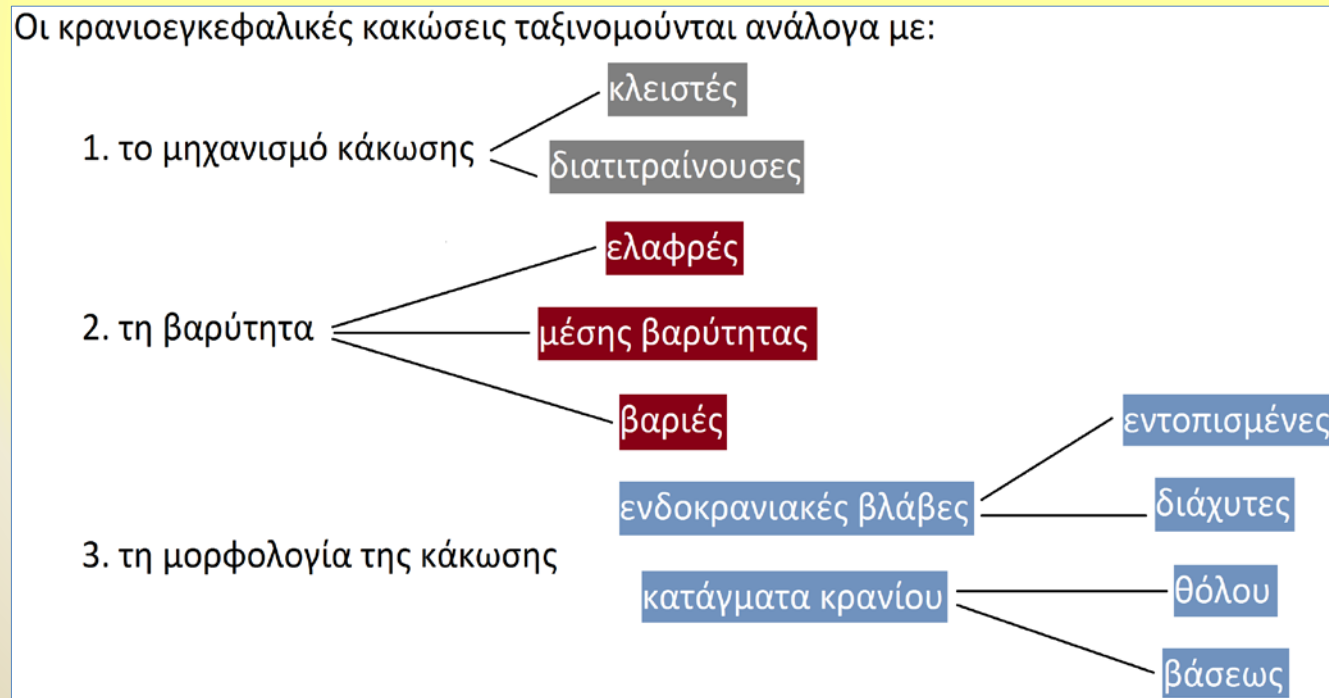 Οι κρανιοεγκεφαλικές κακώσεις ταξινομούνται ανάλογα με:
κλειστές
1. το μηχανισμό κάκωσης
διατιτραίνουσες
ελαφρές
2. τη βαρύτητα
μέσης βαρύτητας
βαριές
εντοπισμένες
ενδοκρανιακές βλάβες
διάχυτες
3. τη μορφολογία της κάκωσης
κατάγματα κρανίου
θόλου
βάσεως